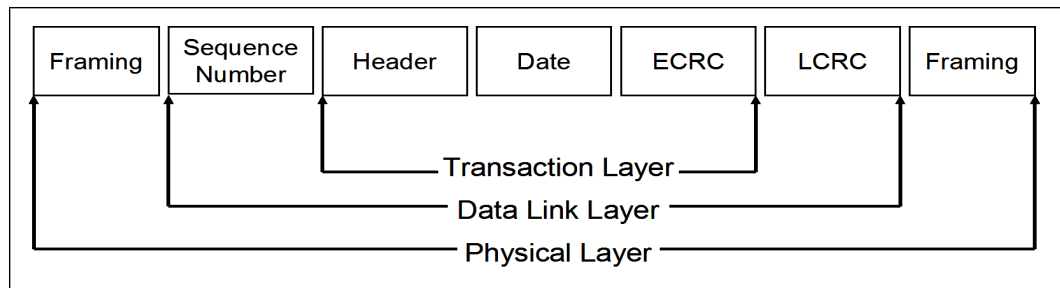 Framing
Sequence
Number
Header
Date
ECRC
LCRC
Framing
Transaction Layer
Data Link Layer
Physical Layer